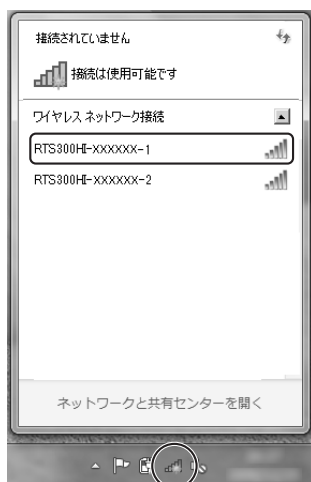 接続されていません
接続は使用可能です
ワイヤレス ネットワーク接続
RTS300HI-XXXXXX-1
RTS300HI-XXXXXX-2
ネットワークと共有センターを開く